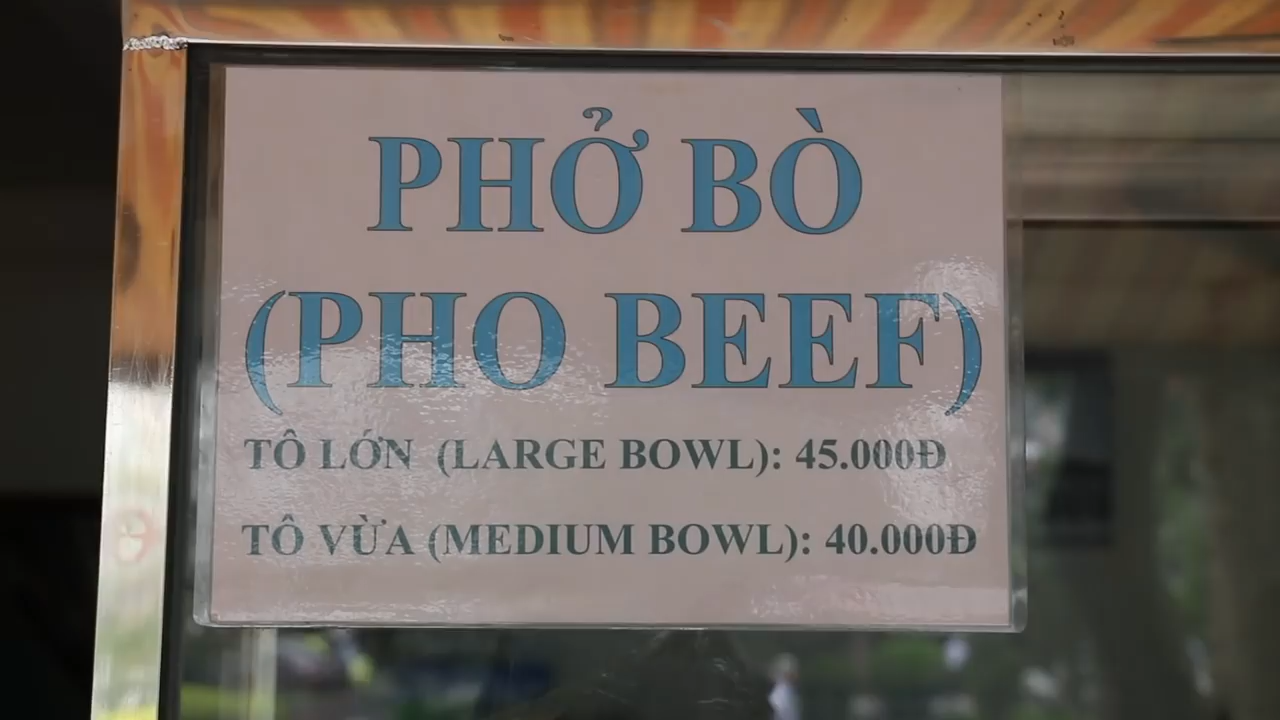 PHỞ BÒ
(PHO BEEF)
TÔ LỚN (LARGE BOWL): 45.000Đ
TÔ VỪA (MEDIUM BOWL): 40.000Đ